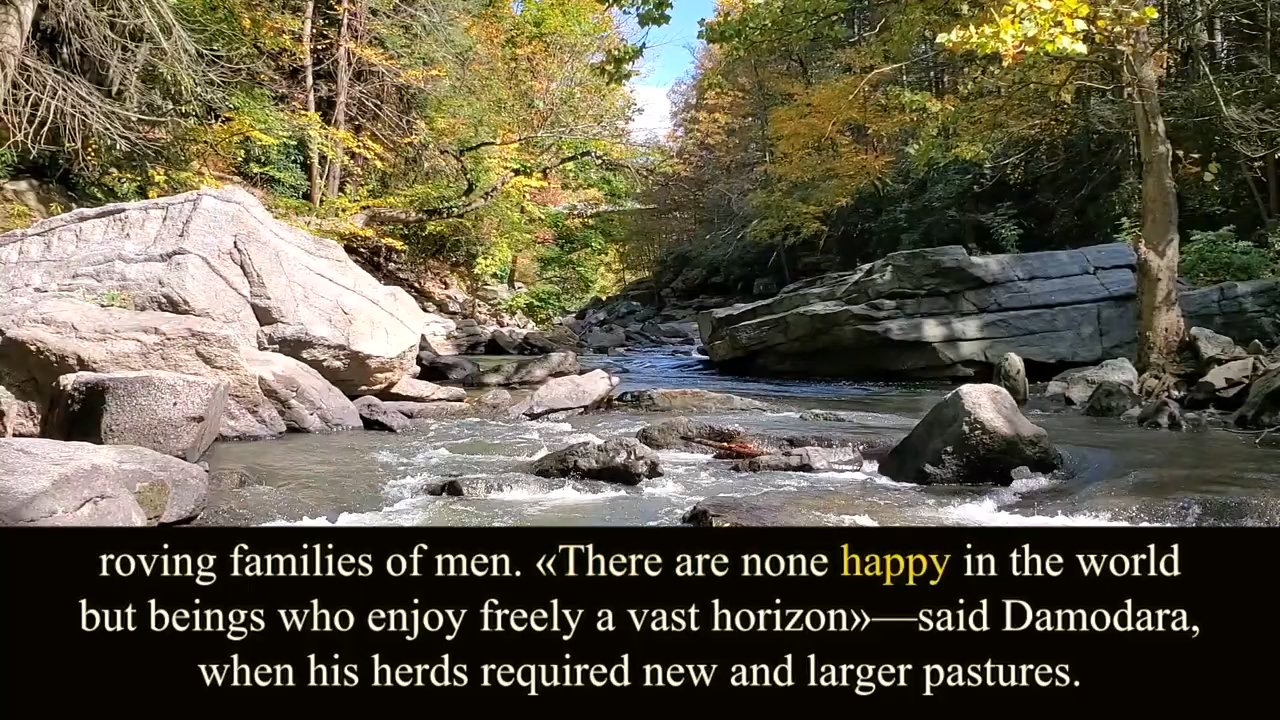 roving families of men. «There are none happy in the world
but beings who enjoy freely a vast horizon»—said Damodara,
when his herds required new and larger pastures.